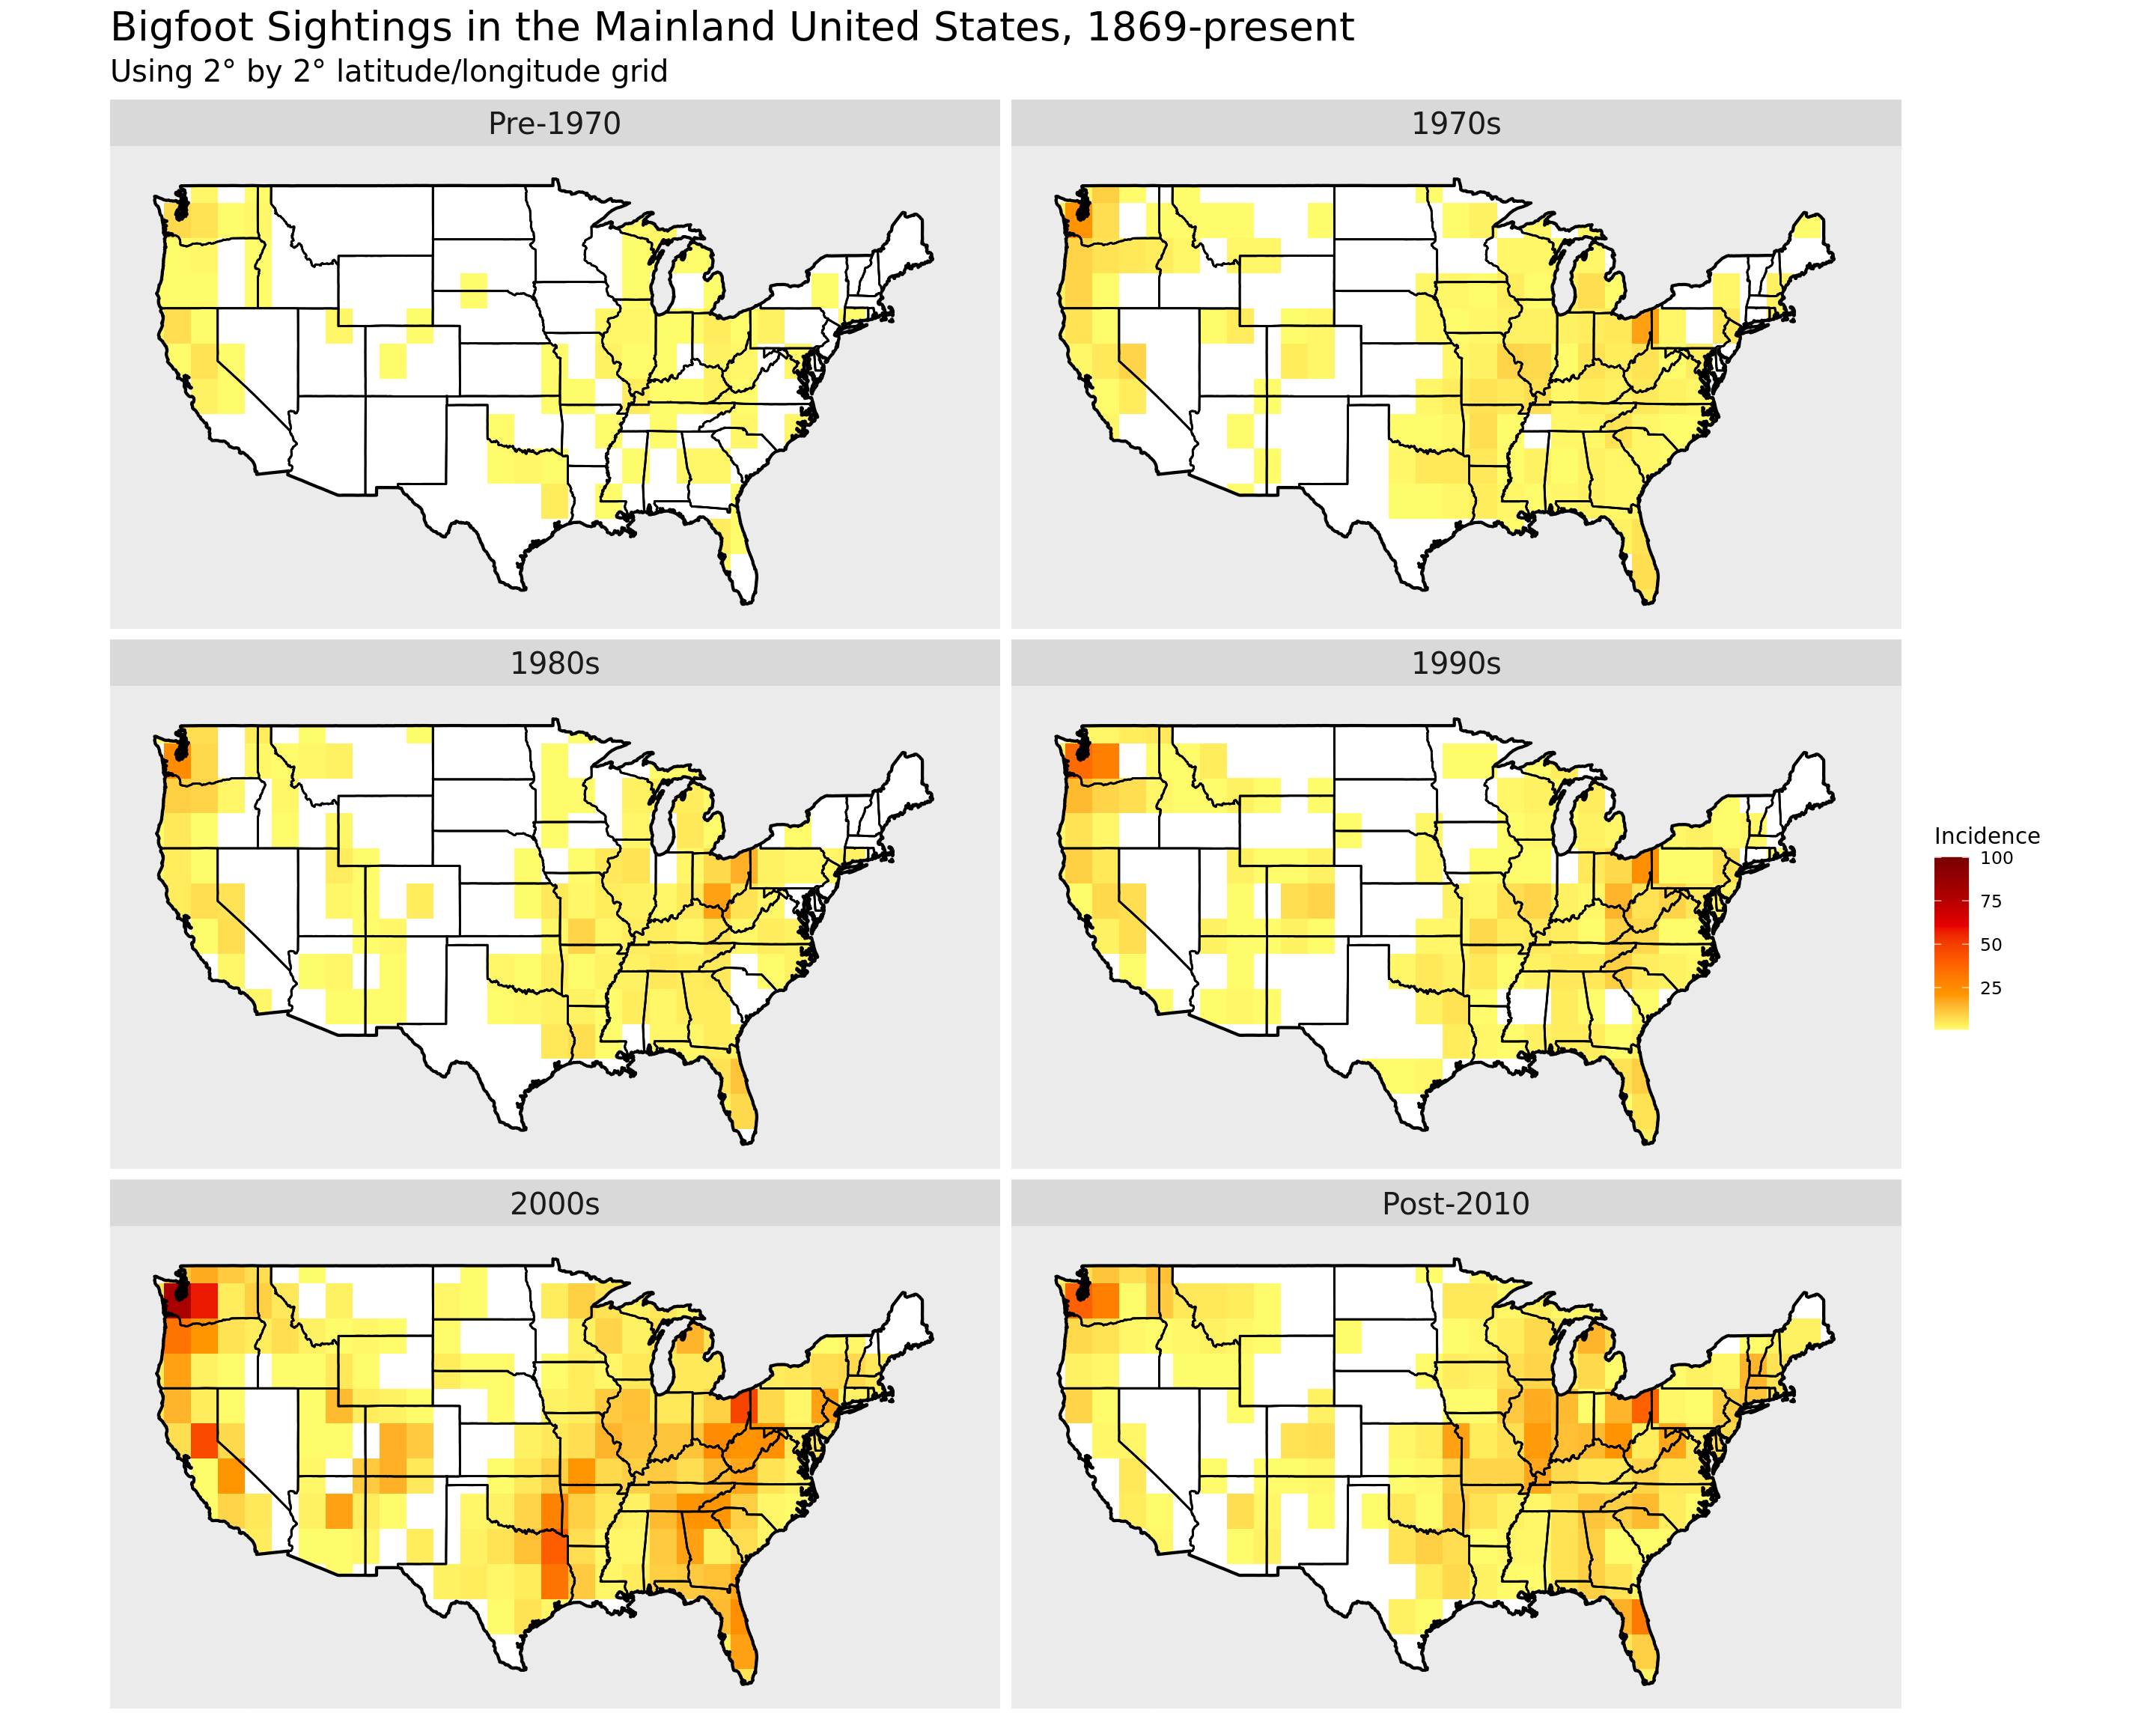 Bigfoot Sightings in the Mainland United States, 1869-present
Using 2° by 2° latitude/longitude grid
Pre-1970
1970s
1980s
1990s
2000s
Post-2010
Incidence
100
75
50
25